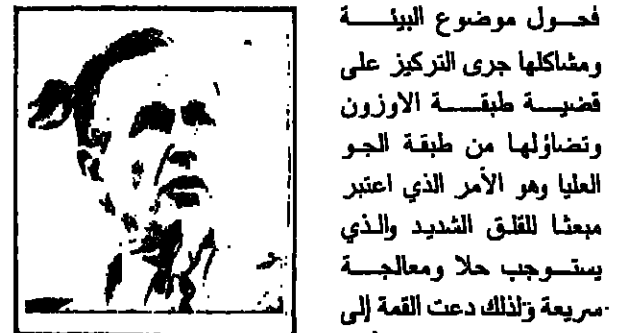 فحول موضوع البيئة
ومشاكلها جرى التركيز على
قضية طبقة الاوزون
وتضاؤلها من طبقة الجو
العليا وهو الأمر الذي اعتبر
مبعثا للقلق الشديد والذي
يستوجب حلا ومعالجة
سريعة ولذلك دعت القمة إلى